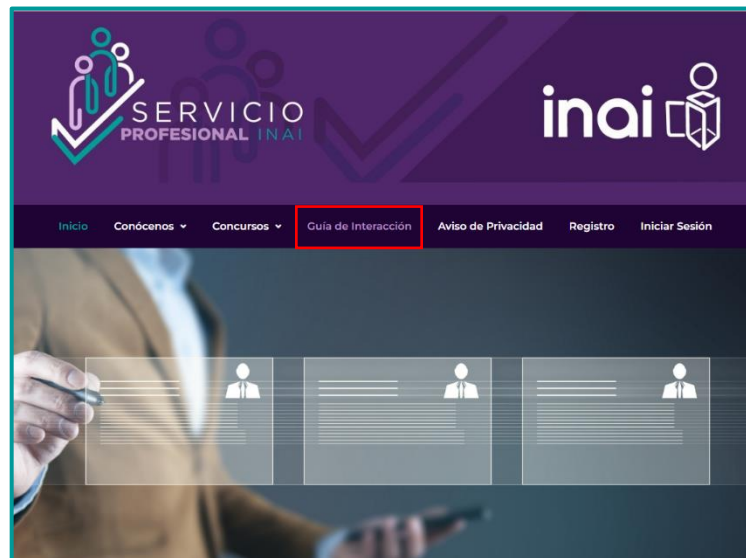 SERVICIO
PROFESIONAL INAI
inai
Inicio Conócenos Concursos Guía de Interacción Aviso de Privacidad Registro Iniciar Sesión